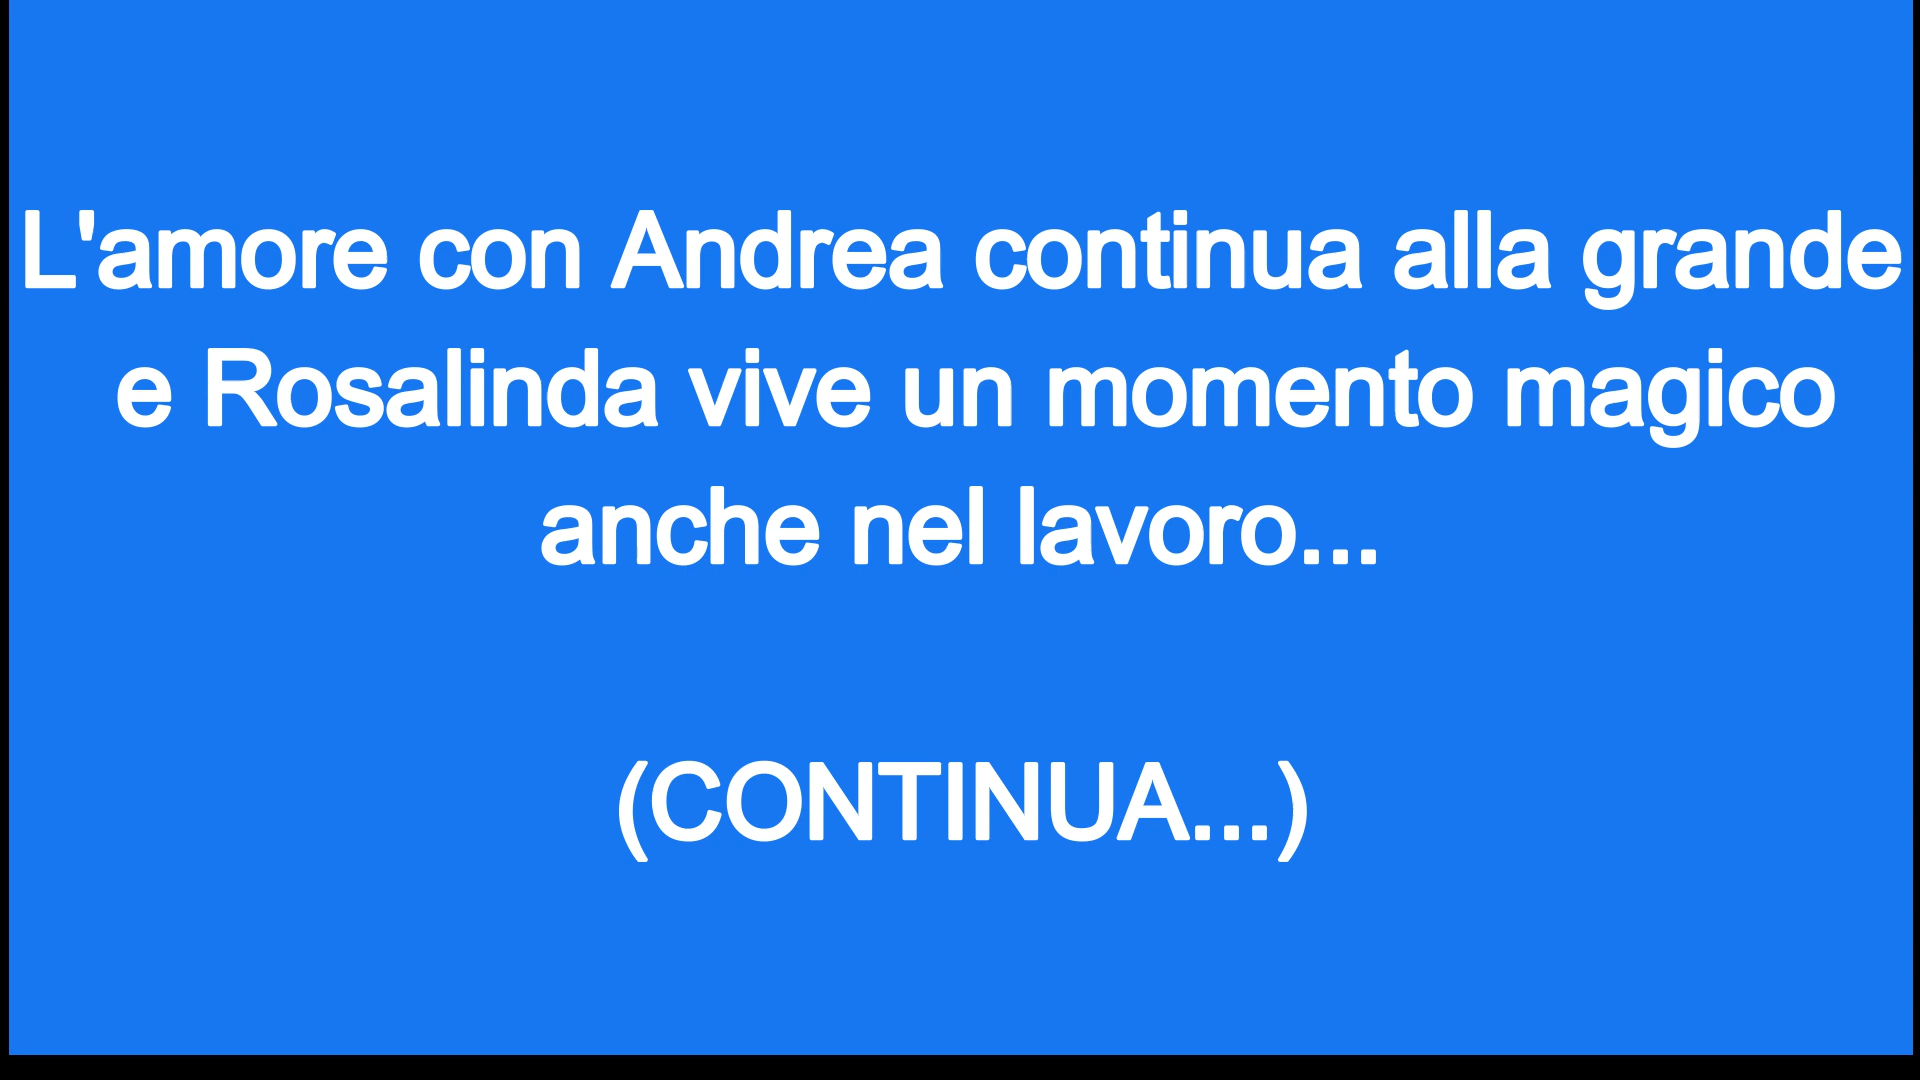 L'amore con Andrea continua alla grande
e Rosalinda vive un momento magico
anche nel lavoro...
(CONTINUA...)